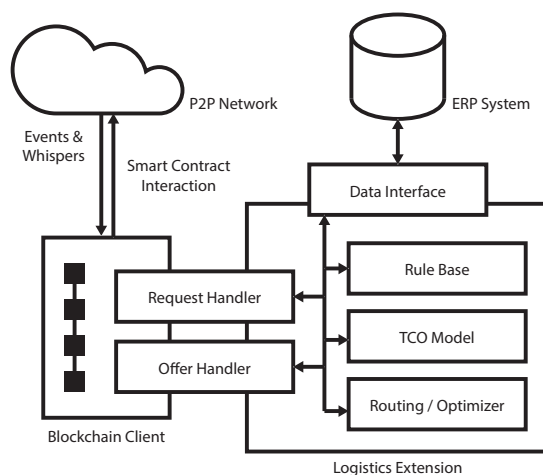 P2P Network
ERP System
Events &
Whispers
Smart Contract
Interaction
Data Interface
Rule Base
Request Handler
TCO Model
Offer Handler
Routing / Optimizer
Blockchain Client
Logistics Extension